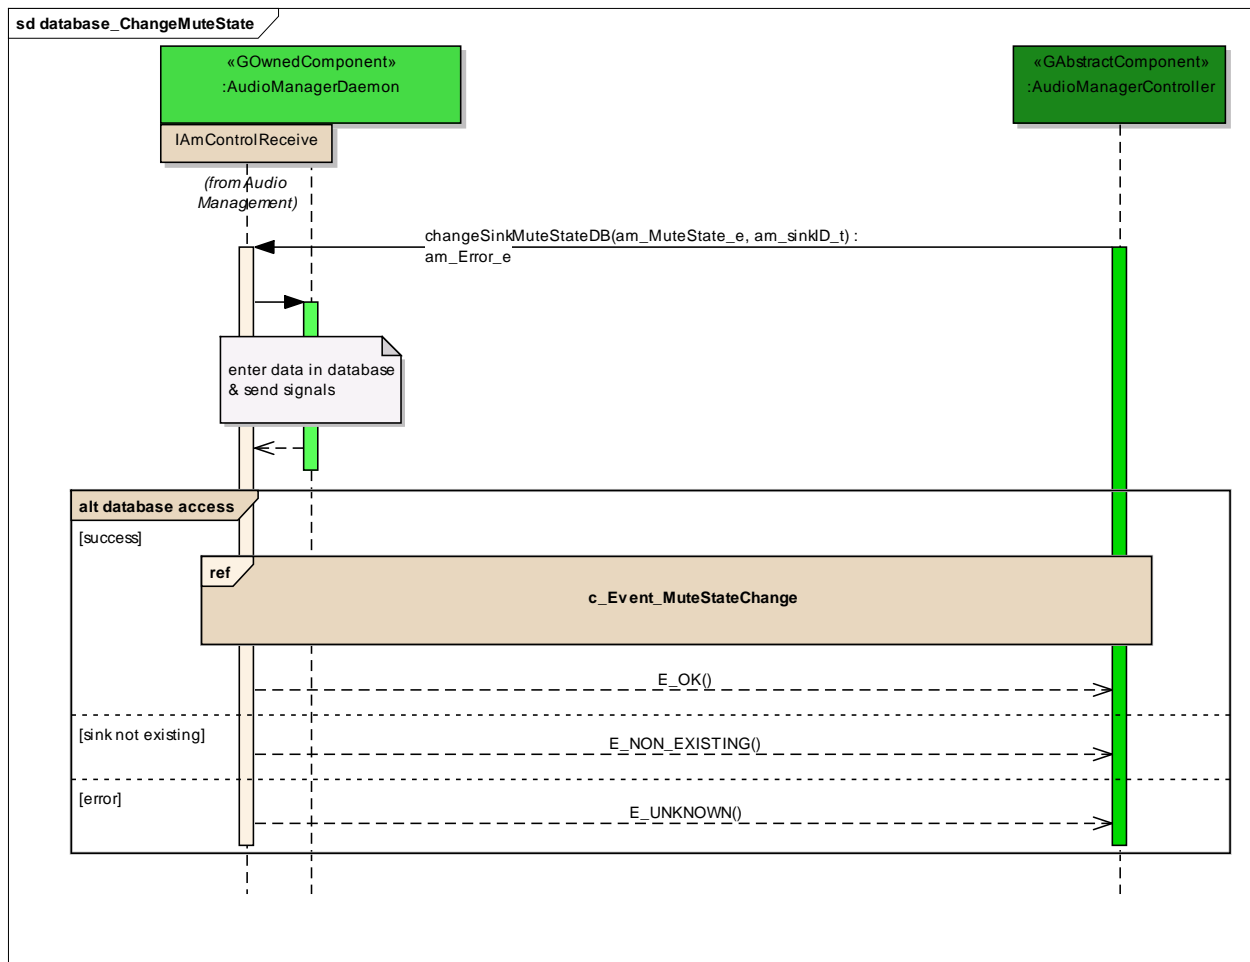 sd database_ChangeMuteState
«GOwnedComponent»
:AudioManagerDaemon
«GAbstractComponent»
:AudioManagerController
IAmControlReceive
(from Audio
Management)
changeSinkMuteStateDB(am_MuteState_e, am_sinkID_t) :
am_Error_e
enter data in database
& send signals
alt database access
[success]
ref
c_Event_MuteStateChange
E_OK()
[sink not existing]
E_NON_EXISTING()
[error]
E_UNKNOWN()